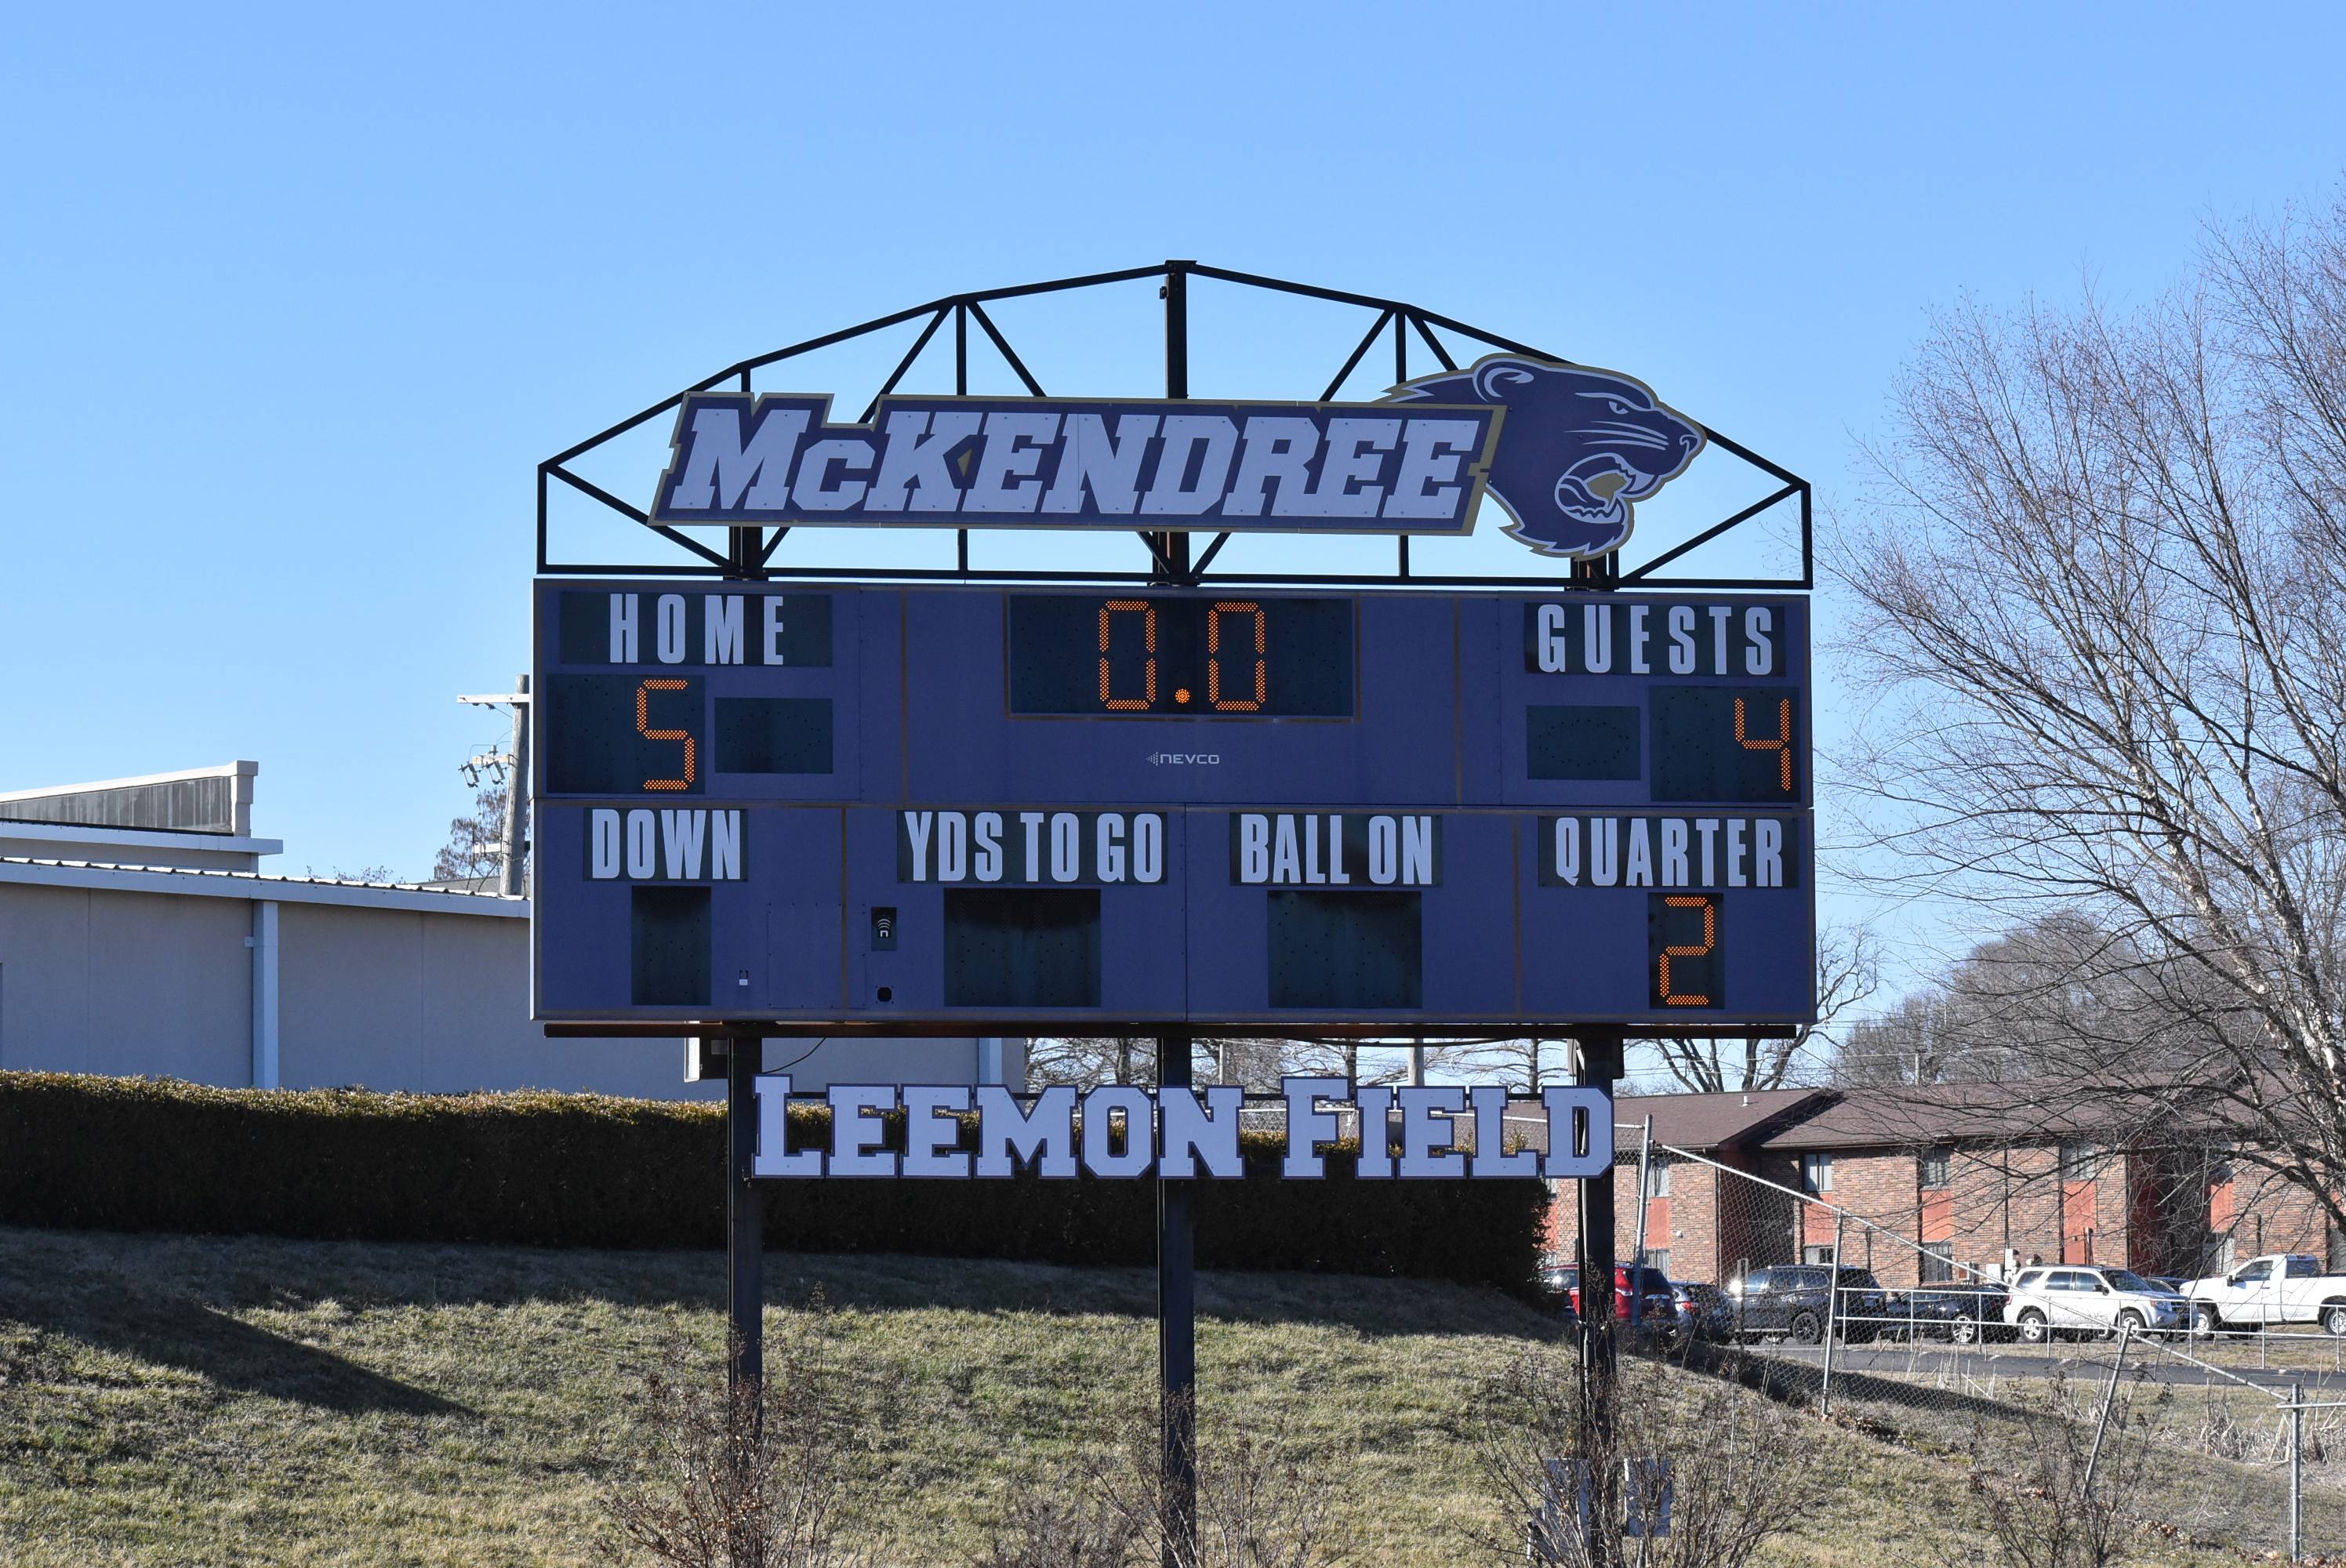 McKENDREE
HOME 0.0 GUESTS
5 4
NEVCO
DOWN YDS TO GO BALL ON QUARTER
2
LEEMON FIELD